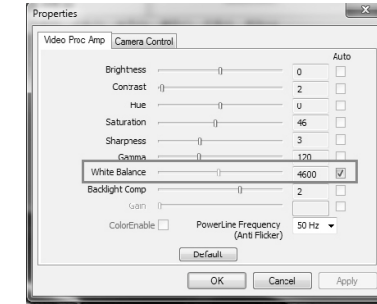 Properties
Video Proc Amp Camera Control
Auto
Brightness 0
Contrast 2
Hue 0
Saturation 46
Sharpness 3
Gamma 120
White Balance 4600
Backlight Comp 2
Gain
ColorEnable PowerLine Frequency 50 Hz
(Anti Flicker)
Default
OK Cancel Apply